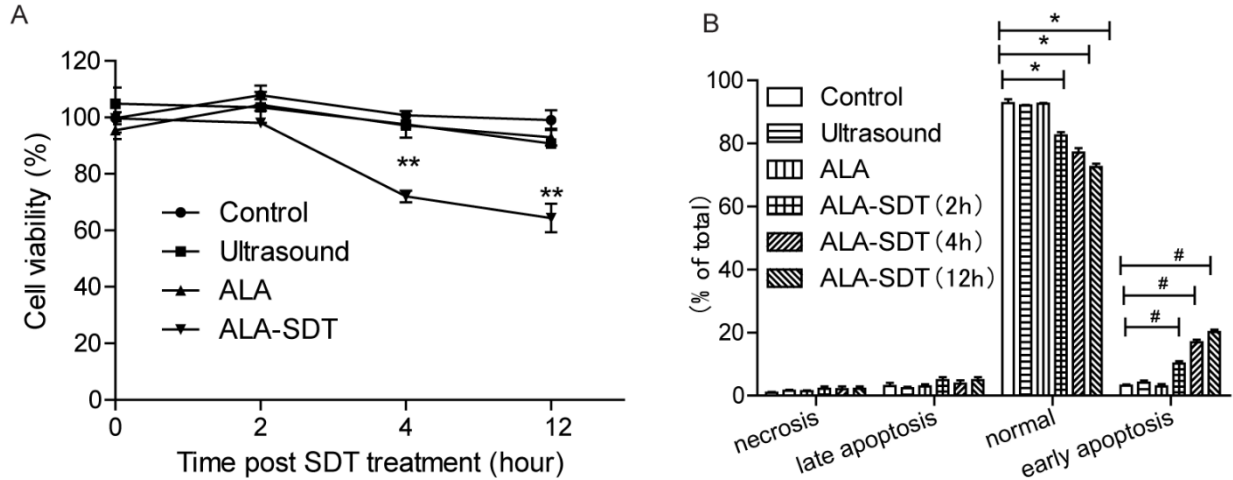 A
Cell viability (%)
120
100
80
60
40
20
0
**
**
Control
Ultrasound
ALA
ALA-SDT
0 2 4 12
Time post SDT treatment (hour)
B
(% of total)
100
80
60
40
20
0
Control
Ultrasound
ALA
ALA-SDT (2h)
ALA-SDT (4h)
ALA-SDT (12h)
*
*
*
#
#
#
necrosis late apoptosis normal early apoptosis